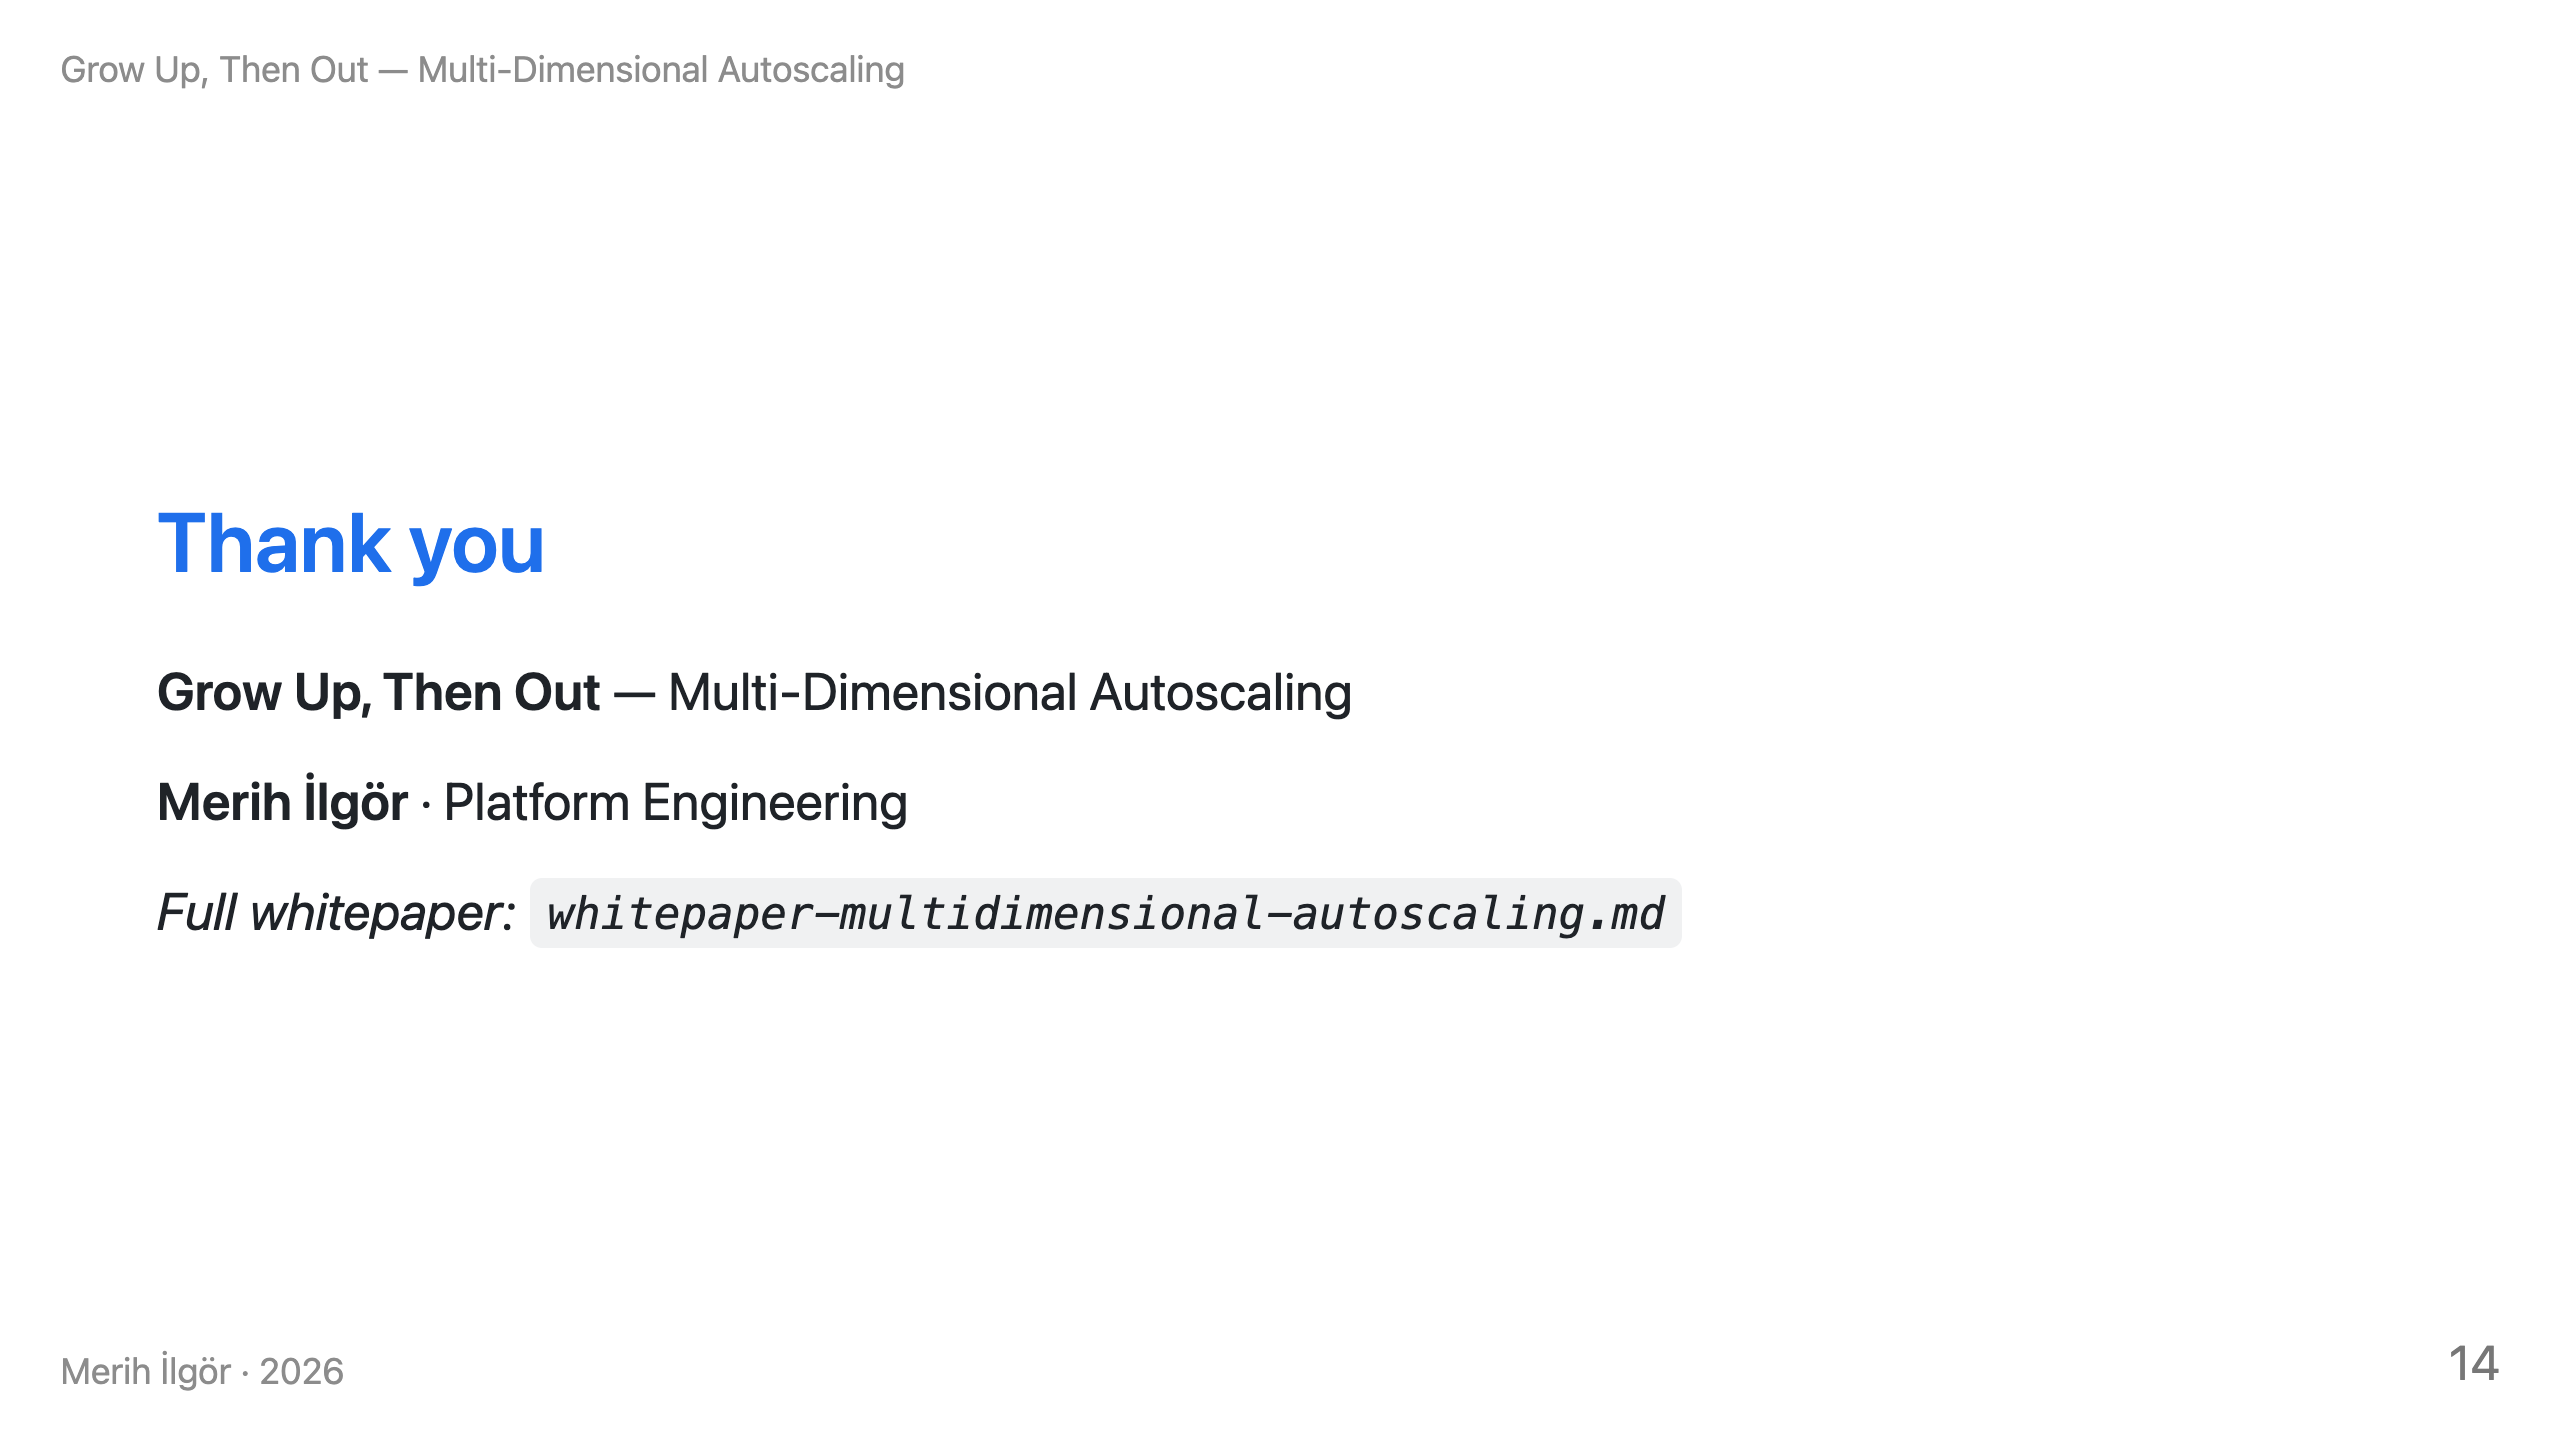 Grow Up, Then Out — Multi-Dimensional Autoscaling
Thank you
Grow Up, Then Out — Multi-Dimensional Autoscaling
Merih İlgör · Platform Engineering
Full whitepaper: whitepaper-multidimensional-autoscaling.md
Merih İlgör · 2026
14